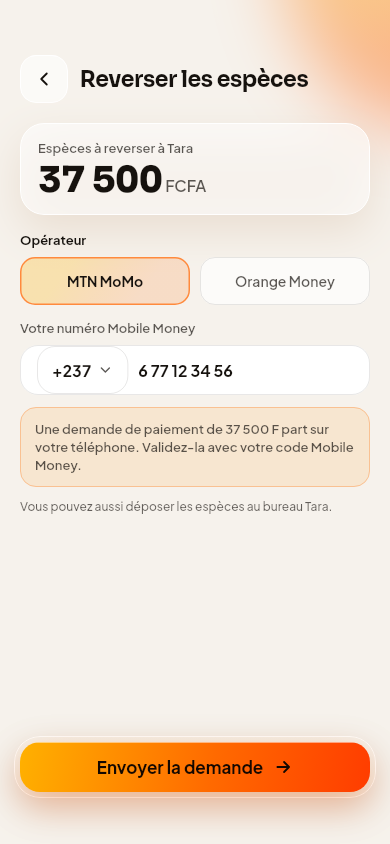 Reverser les espèces
Espèces à reverser à Tara
37 500 FCFA
Opérateur
MTN MoMo
Orange Money
Votre numéro Mobile Money
+237 6 77 12 34 56
Une demande de paiement de 37 500 F part sur
votre téléphone. Validez-la avec votre code Mobile
Money.
Vous pouvez aussi déposer les espèces au bureau Tara.
Envoyer la demande →